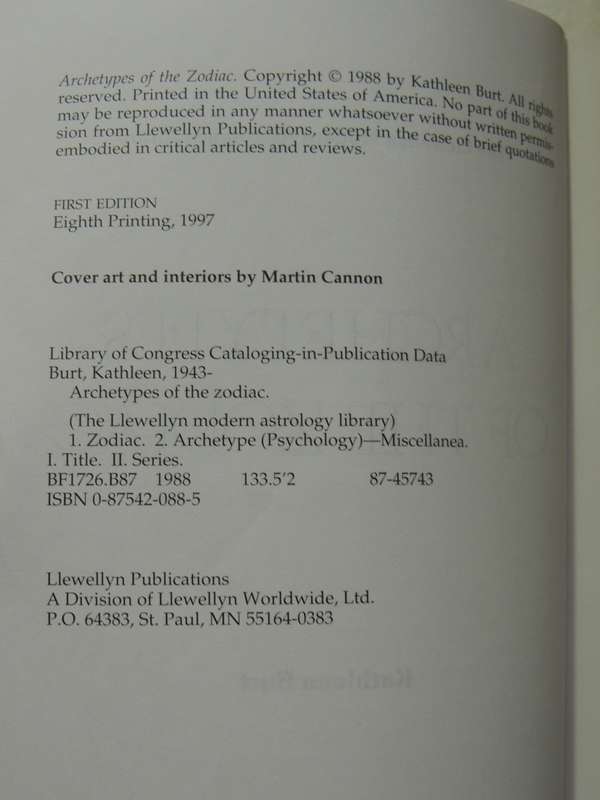 Archetypes of the Zodiac. Copyright © 1988 by Kathleen Burt. All rights
reserved. Printed in the United States of America. No part of this book
may be reproduced in any manner whatsoever without written permis-
sion from Llewellyn Publications, except in the case of brief quotations
embodied in critical articles and reviews.
FIRST EDITION
Eighth Printing, 1997
Cover art and interiors by Martin Cannon
Library of Congress Cataloging-in-Publication Data
Burt, Kathleen, 1943-
Archetypes of the zodiac.
(The Llewellyn modern astrology library)
1. Zodiac. 2. Archetype (Psychology)—Miscellanea.
I. Title. II. Series.
BF1726.B87 1988 133.5'2 87-45743
ISBN 0-87542-088-5
Llewellyn Publications
A Division of Llewellyn Worldwide, Ltd.
P.O. 64383, St. Paul, MN 55164-0383